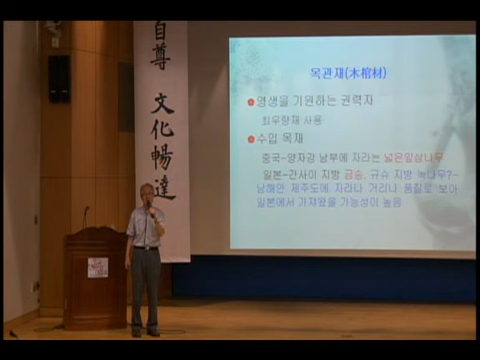 自尊
文化暢達
목관재(木棺材)
영생을 기원하는 권력자
최우량재 사용
수입 목재
중국-양자강 남부에 자라는 넓은잎삼나무
일본-간사이 지방 금송, 규슈 지방 녹나무?-
남해안 제주도에 자라나 거리나 품질로 보아
일본에서 가져왔을 가능성이 높음